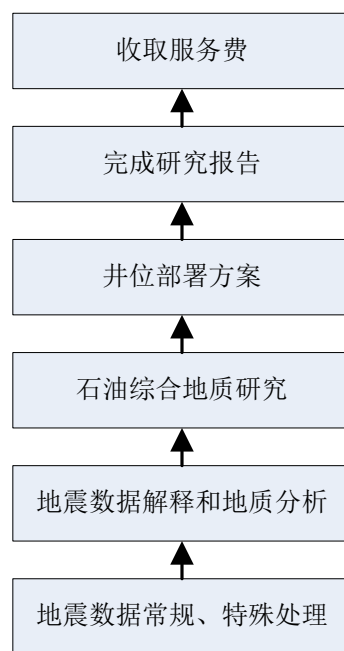 收取服务费
完成研究报告
井位部署方案
石油综合地质研究
地震数据解释和地质分析
地震数据常规、特殊处理